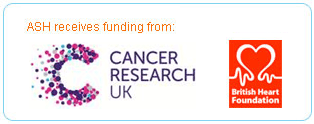 ASH receives funding from:
CANCER
RESEARCH
UK
British Heart
Foundation